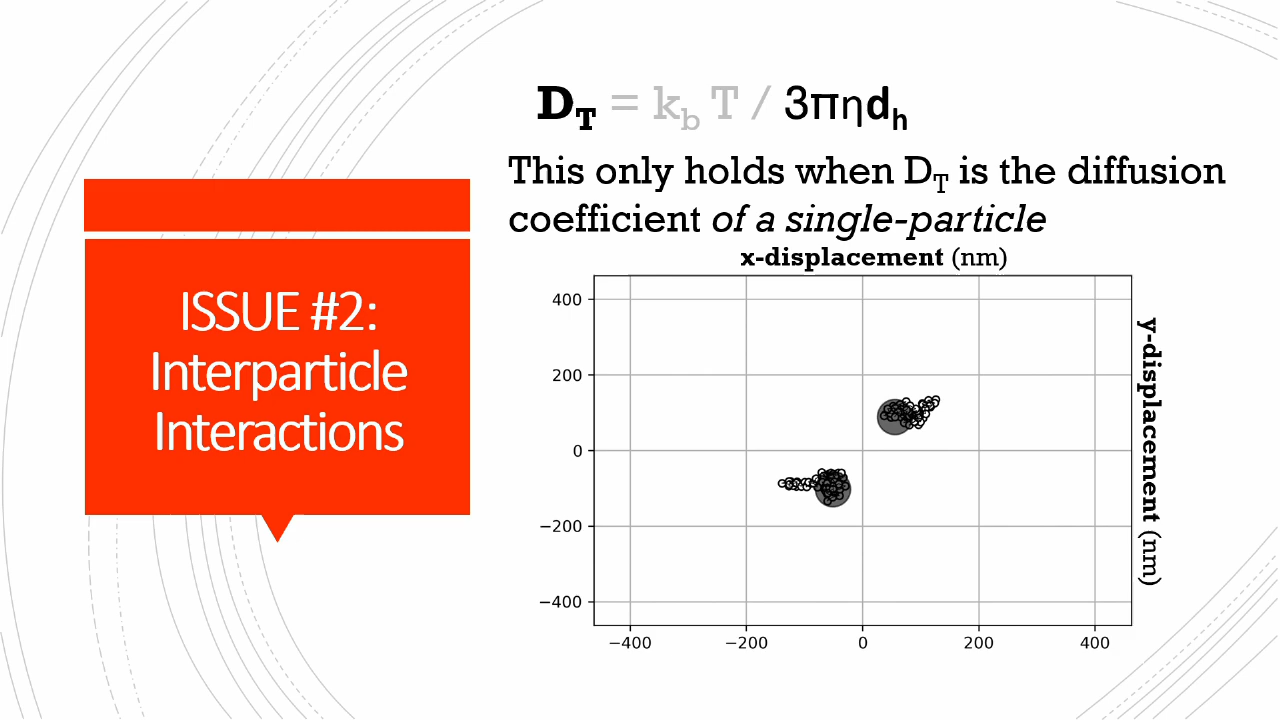 ISSUE #2:
Interparticle
Interactions
D_T = k_b T / 3πηd_h
This only holds when D_T is the diffusion
coefficient of a single-particle
x-displacement (nm)
400
200
0
−200
−400
−400 −200 0 200 400
y-displacement (nm)